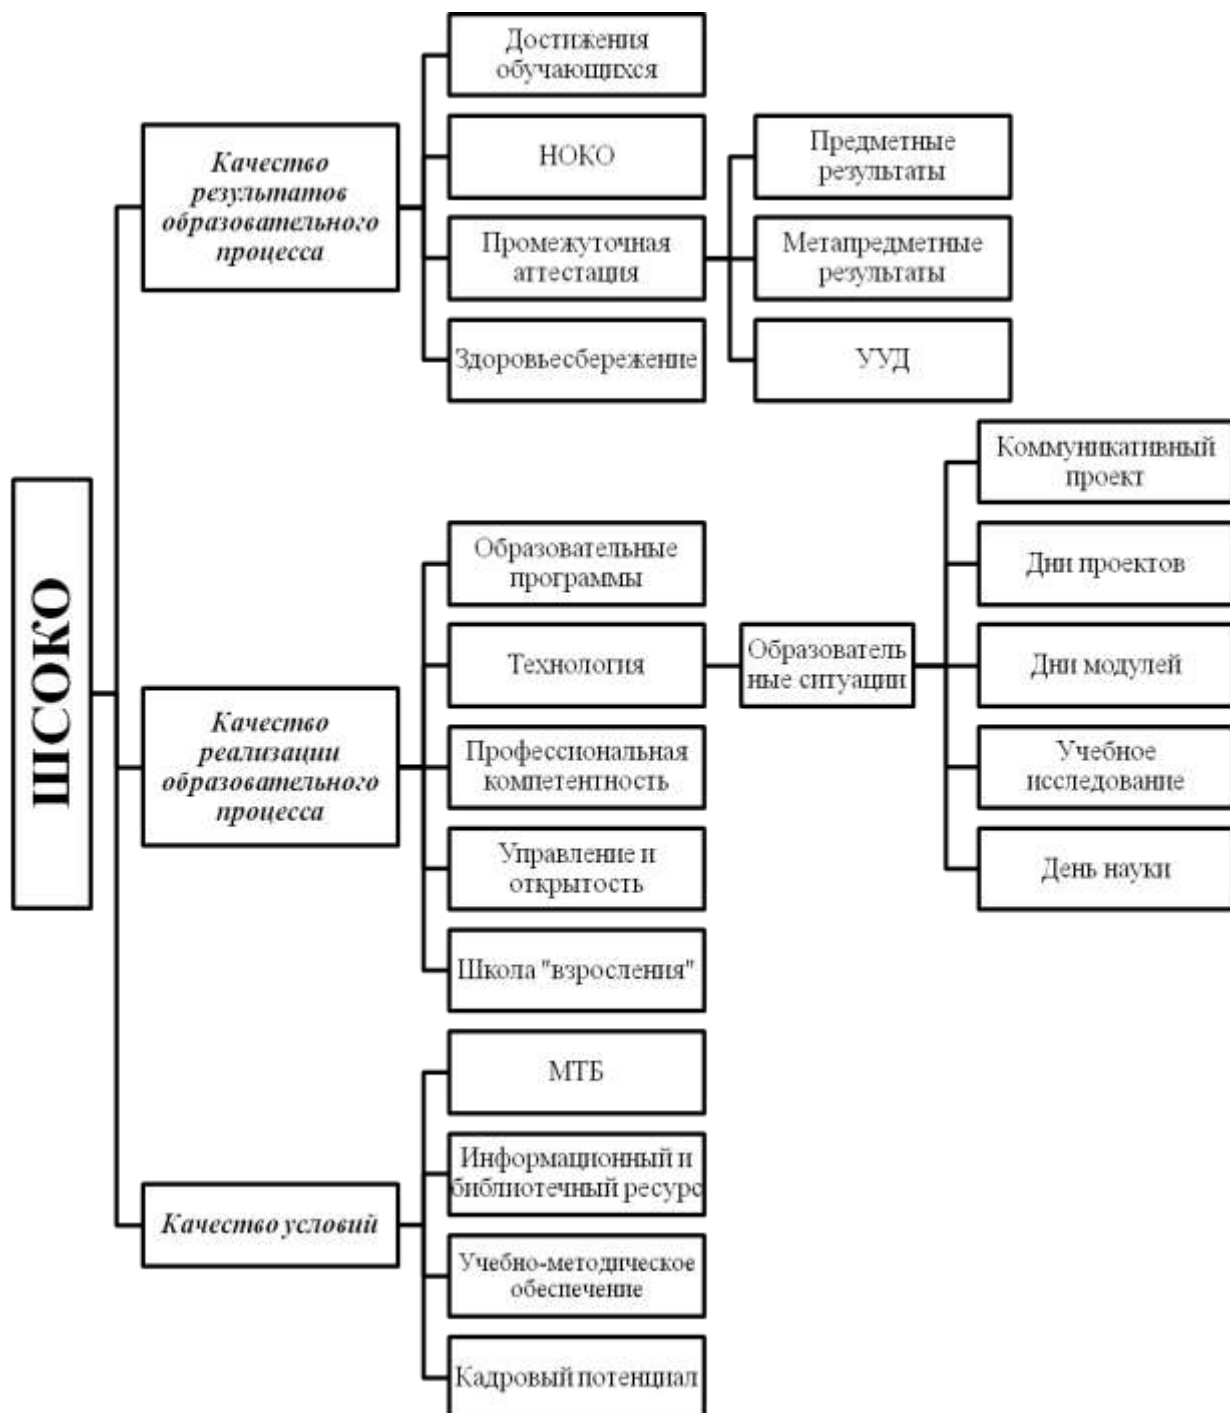 ШСОКО
Качество
результатов
образовательного
процесса
Достижения
обучающихся
НОКО
Промежуточная
аттестация
Предметные
результаты
Метапредметные
результаты
УУД
Здоровьесбережение
Качество
реализации
образовательного
процесса
Образовательные
программы
Технология
Образователь
ные ситуации
Коммуникативный
проект
Дни проектов
Дни модулей
Учебное
исследование
День науки
Профессиональная
компетентность
Управление и
открытость
Школа "взросления"
Качество условий
МТБ
Информационный и
библиотечный ресурс
Учебно-методическое
обеспечение
Кадровый потенциал